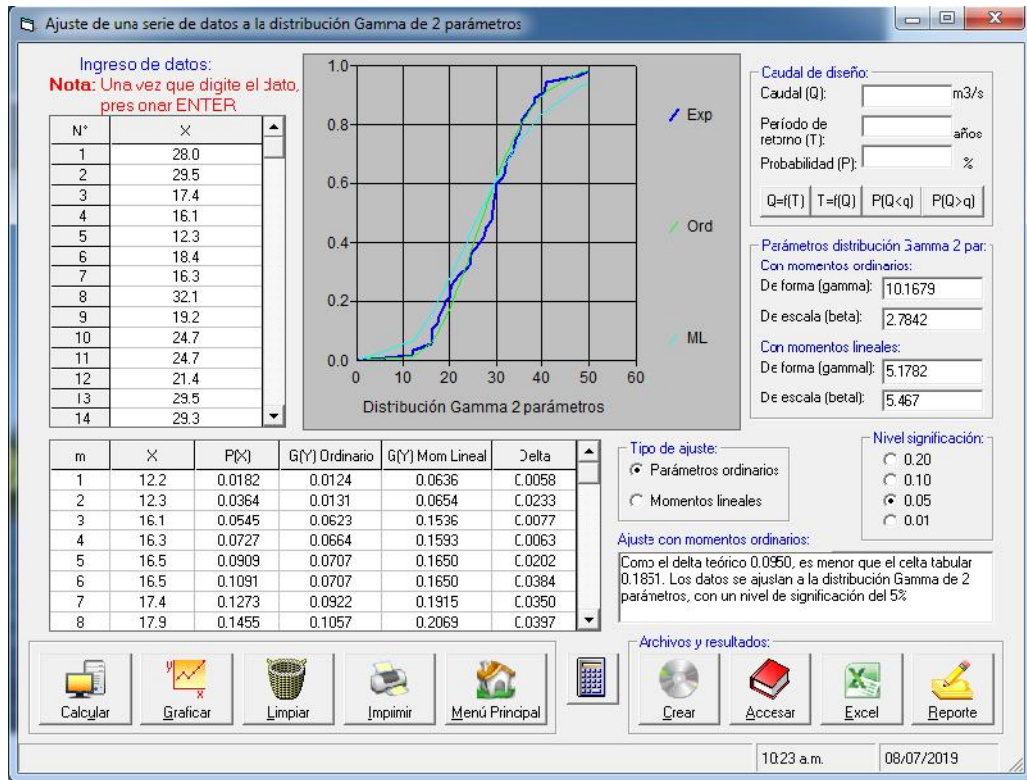 Ajuste de una serie de datos a la distribución Gamma de 2 parámetros
Ingreso de datos:
Nota: Una vez que digite el dato,
presionar ENTER
N° X
1 28.0
2 29.5
3 17.4
4 16.1
5 12.3
6 18.4
7 16.3
8 32.1
9 19.2
10 24.7
11 24.7
12 21.4
13 29.5
14 29.3
1.0
0.8
0.6
0.4
0.2
0.0
0 10 20 30 40 50 60
Distribución Gamma 2 parámetros
Exp
Ord
ML
Caudal de diseño:
Caudal (Q): m3/s
Período de
retorno (T): años
Probabilidad (P): %
Q=f(T) T=f(Q) P(Q<q) P(Q>q)
Parámetros distribución Gamma 2 par:
Con momentos ordinarios:
De forma (gamma): 10.1679
De escala (beta): 2.7842
Con momentos lineales:
De forma (gammal): 5.1782
De escala (betal): 5.467
m X P(X) G(Y) Ordinario G(Y) Mom Lineal Delta
1 12.2 0.0182 0.0124 0.0636 0.0058
2 12.3 0.0364 0.0131 0.0654 0.0233
3 16.1 0.0545 0.0623 0.1536 0.0077
4 16.3 0.0727 0.0664 0.1593 0.0063
5 16.5 0.0909 0.0707 0.1650 0.0202
6 16.5 0.1091 0.0707 0.1650 0.0384
7 17.4 0.1273 0.0922 0.1915 0.0350
8 17.9 0.1455 0.1057 0.2069 0.0397
Tipo de ajuste:
Parámetros ordinarios
Momentos lineales
Nivel significación:
0.20
0.10
0.05
0.01
Ajuste con momentos ordinarios:
Como el delta teórico 0.0950, es menor que el delta tabular
0.1851. Los datos se ajustan a la distribución Gamma de 2
parámetros, con un nivel de significación del 5%
y
x
Calcular Graficar Limpiar Imprimir Menú Principal
Archivos y resultados:
Crear Accesar Excel Reporte
10:23 a.m. 08/07/2019